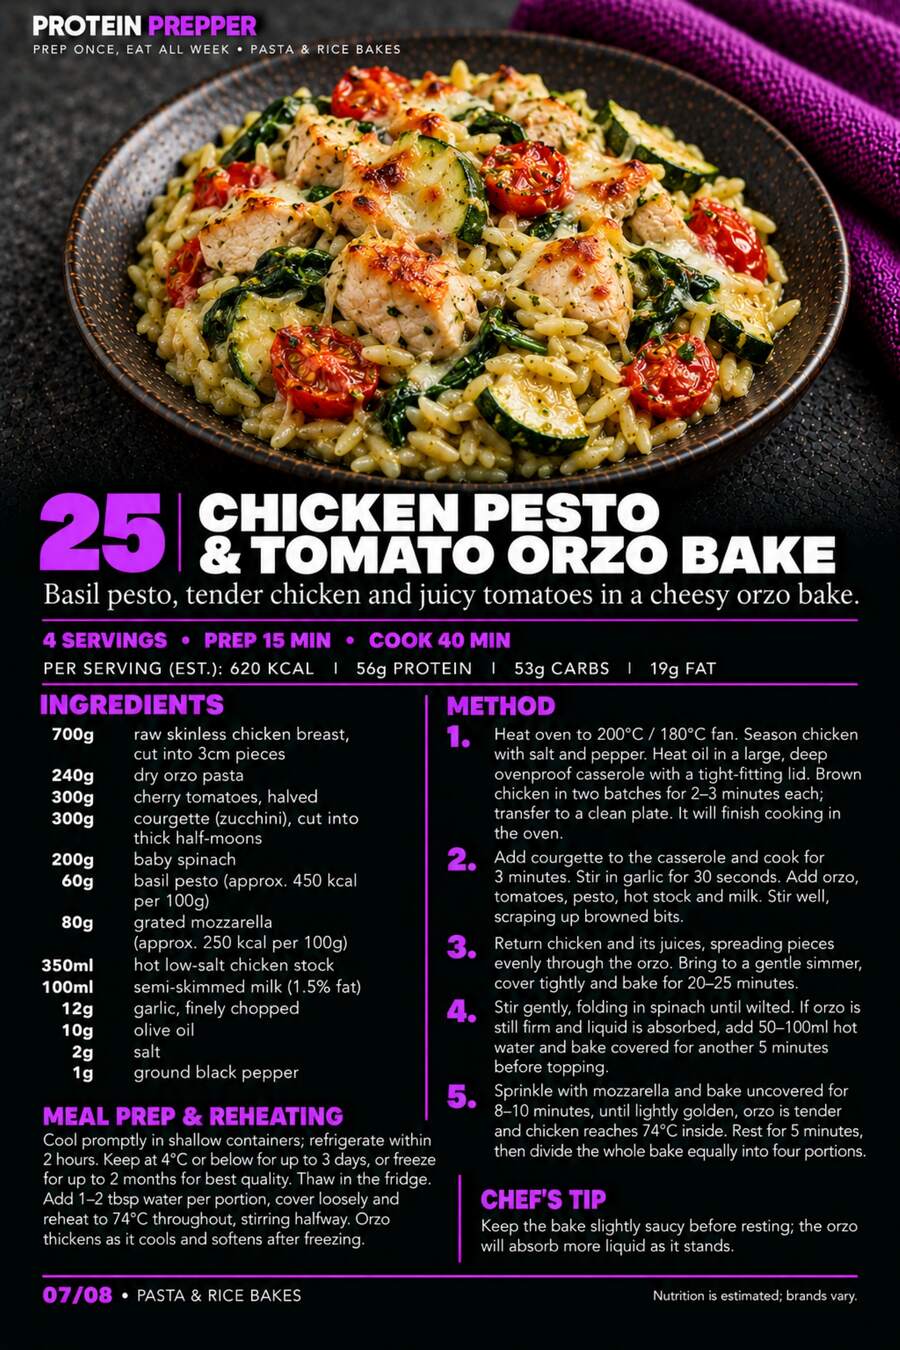 PROTEIN PREPPER
PREP ONCE, EAT ALL WEEK • PASTA & RICE BAKES
25
CHICKEN PESTO
& TOMATO ORZO BAKE
Basil pesto, tender chicken and juicy tomatoes in a cheesy orzo bake.
4 SERVINGS • PREP 15 MIN • COOK 40 MIN
PER SERVING (EST.): 620 KCAL | 56g PROTEIN | 53g CARBS | 19g FAT
INGREDIENTS
700g raw skinless chicken breast,
cut into 3cm pieces
240g dry orzo pasta
300g cherry tomatoes, halved
300g courgette (zucchini), cut into
thick half-moons
200g baby spinach
60g basil pesto (approx. 450 kcal
per 100g)
80g grated mozzarella
(approx. 250 kcal per 100g)
350ml hot low-salt chicken stock
100ml semi-skimmed milk (1.5% fat)
12g garlic, finely chopped
10g olive oil
2g salt
1g ground black pepper
MEAL PREP & REHEATING
Cool promptly in shallow containers; refrigerate within
2 hours. Keep at 4°C or below for up to 3 days, or freeze
for up to 2 months for best quality. Thaw in the fridge.
Add 1–2 tbsp water per portion, cover loosely and
reheat to 74°C throughout, stirring halfway. Orzo
thickens as it cools and softens after freezing.
METHOD
1. Heat oven to 200°C / 180°C fan. Season chicken
with salt and pepper. Heat oil in a large, deep
ovenproof casserole with a tight-fitting lid. Brown
chicken in two batches for 2–3 minutes each;
transfer to a clean plate. It will finish cooking in
the oven.
2. Add courgette to the casserole and cook for
3 minutes. Stir in garlic for 30 seconds. Add orzo,
tomatoes, pesto, hot stock and milk. Stir well,
scraping up browned bits.
3. Return chicken and its juices, spreading pieces
evenly through the orzo. Bring to a gentle simmer,
cover tightly and bake for 20–25 minutes.
4. Stir gently, folding in spinach until wilted. If orzo is
still firm and liquid is absorbed, add 50–100ml hot
water and bake covered for another 5 minutes
before topping.
5. Sprinkle with mozzarella and bake uncovered for
8–10 minutes, until lightly golden, orzo is tender
and chicken reaches 74°C inside. Rest for 5 minutes,
then divide the whole bake equally into four portions.
CHEF'S TIP
Keep the bake slightly saucy before resting; the orzo
will absorb more liquid as it stands.
07/08 • PASTA & RICE BAKES
Nutrition is estimated; brands vary.